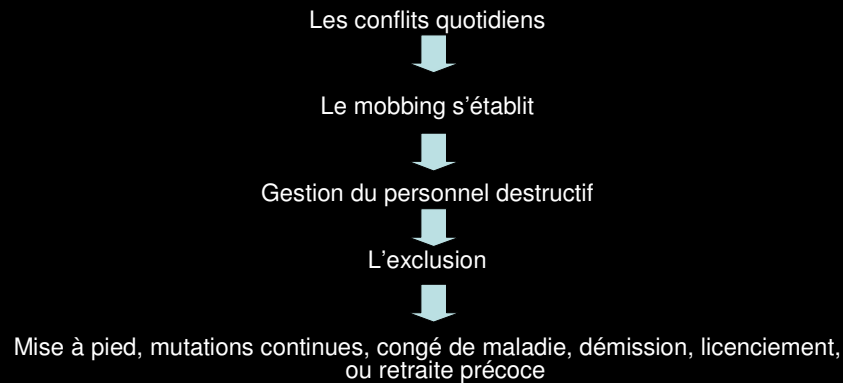 Les conflits quotidiens
Le mobbing s’établit
Gestion du personnel destructif
L’exclusion
Mise à pied, mutations continues, congé de maladie, démission, licenciement,
ou retraite précoce